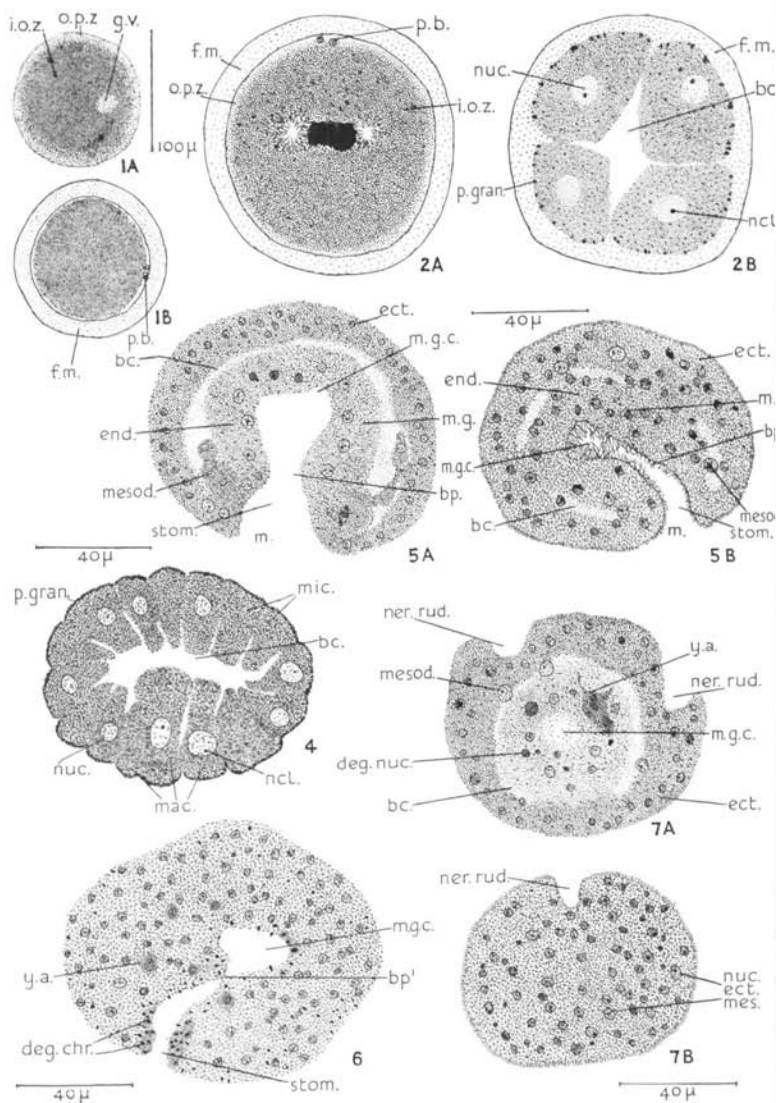 i.o.z.
o.p.z
g.v.
100μ
1A
f.m.
p.b.
1B
f.m.
o.p.z
p.b.
i.o.z.
2A
nuc.
p.gran.
f.m.
bc
ncl
2B
bc.
end.
mesod.
stom.
m.
ect.
m.g.c.
m.g.
bp.
40μ
5A
40μ
end.
m.g.c.
bc.
m.
ect.
m.
bp
mesod
stom.
5B
p.gran.
mic.
bc.
nuc.
mac.
ncl.
4
ner. rud.
mesod.
deg. nuc.
bc.
y.a.
ner. rud.
m.g.c.
ect.
7A
y.a.
deg. chr.
m.g.c.
bp'
stom.
6
40μ
ner. rud.
nuc.
ect.
mes.
7B
40μ